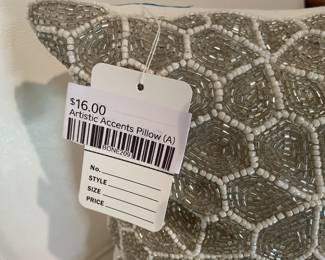 $16.00
Artistic Accents Pillow (A)
No.
STYLE
SIZE
PRICE